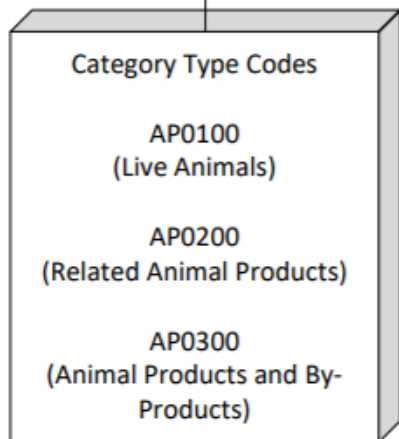 Category Type Codes
AP0100
(Live Animals)
AP0200
(Related Animal Products)
AP0300
(Animal Products and By-
Products)